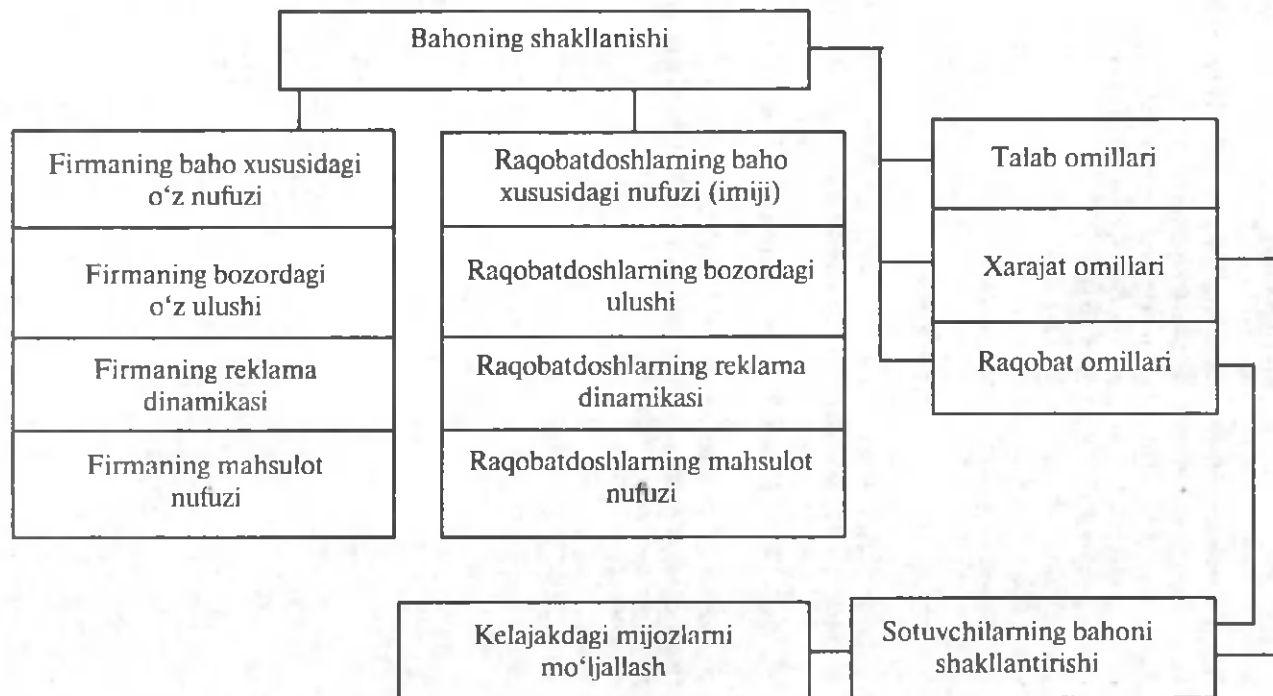 Bahoning shakllanishi
Firmaning baho xususidagi
o‘z nufuzi
Firmaning bozordagi
o‘z ulushi
Firmaning reklama
dinamikasi
Firmaning mahsulot
nufuzi
Raqobatdoshlarning baho
xususidagi nufuzi (imiji)
Raqobatdoshlarning bozordagi
ulushi
Raqobatdoshlarning reklama
dinamikasi
Raqobatdoshlarning mahsulot
nufuzi
Talab omillari
Xarajat omillari
Raqobat omillari
Kelajakdagi mijozlarni
mo‘ljallash
Sotuvchilarning bahoni
shakllantirishi